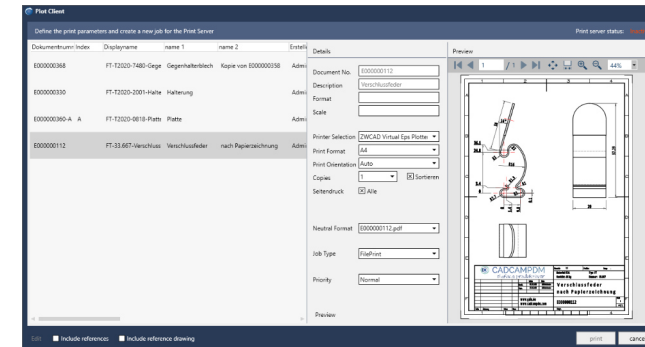 Plot Client
Define the print parameters and create a new job for the Print Server
Print server status:
Dokumentnumm Index Displayname name 1 name 2 Erstelle
E000000368 FT-T2020-7480-Gege Gegenhalterblech Kopie von E000000358 Admi
E000000330 FT-T2020-2001-Halte Halterung Admi
E000000360-A A FT-T2020-0818-Platte Platte Admi
E000000112 FT-33.667-Verschluss Verschlussfeder nach Papierzeichnung Admi
Details
Document No. E000000112
Description Verschlussfeder
Format
Scale
Printer Selection ZWCAD Virtual Eps Plotter
Print Format A4
Print Orientation Auto
Copies 1 Sortieren
Seitendruck Alle
Neutral Format E000000112.pdf
Job Type FilePrint
Priority Normal
Preview
Preview
1 / 1 44%
CADCAMPDM
Verschlussfeder
nach Papierzeichnung
E000000112
Edit Include references Include reference drawing
print cance